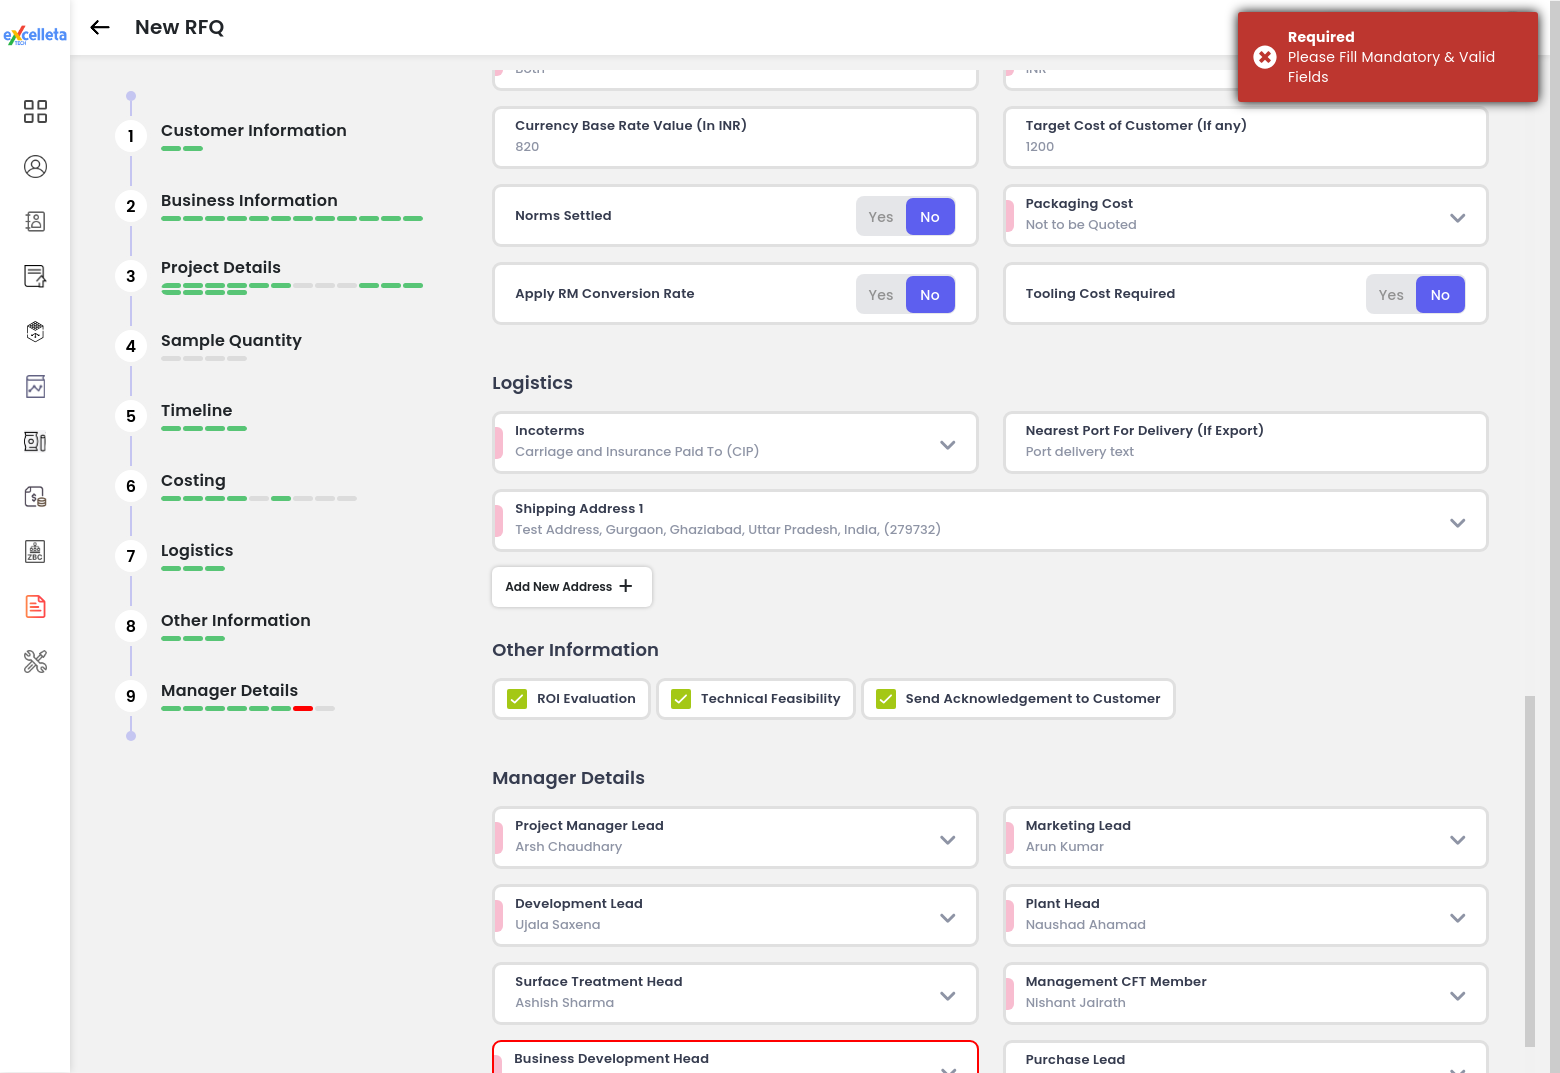 eXcelleta
TECH
New RFQ
Required
Please Fill Mandatory & Valid
Fields
1
Customer Information
2
Business Information
3
Project Details
4
Sample Quantity
5
Timeline
6
Costing
7
Logistics
8
Other Information
9
Manager Details
Both
INR
Currency Base Rate Value (In INR)
820
Target Cost of Customer (If any)
1200
Norms Settled
Yes No
Packaging Cost
Not to be Quoted
Apply RM Conversion Rate
Yes No
Tooling Cost Required
Yes No
Logistics
Incoterms
Carriage and Insurance Paid To (CIP)
Nearest Port For Delivery (If Export)
Port delivery text
Shipping Address 1
Test Address, Gurgaon, Ghaziabad, Uttar Pradesh, India, (279732)
Add New Address +
Other Information
ROI Evaluation
Technical Feasibility
Send Acknowledgement to Customer
Manager Details
Project Manager Lead
Arsh Chaudhary
Marketing Lead
Arun Kumar
Development Lead
Ujala Saxena
Plant Head
Naushad Ahamad
Surface Treatment Head
Ashish Sharma
Management CFT Member
Nishant Jairath
Business Development Head
Purchase Lead
ZBC